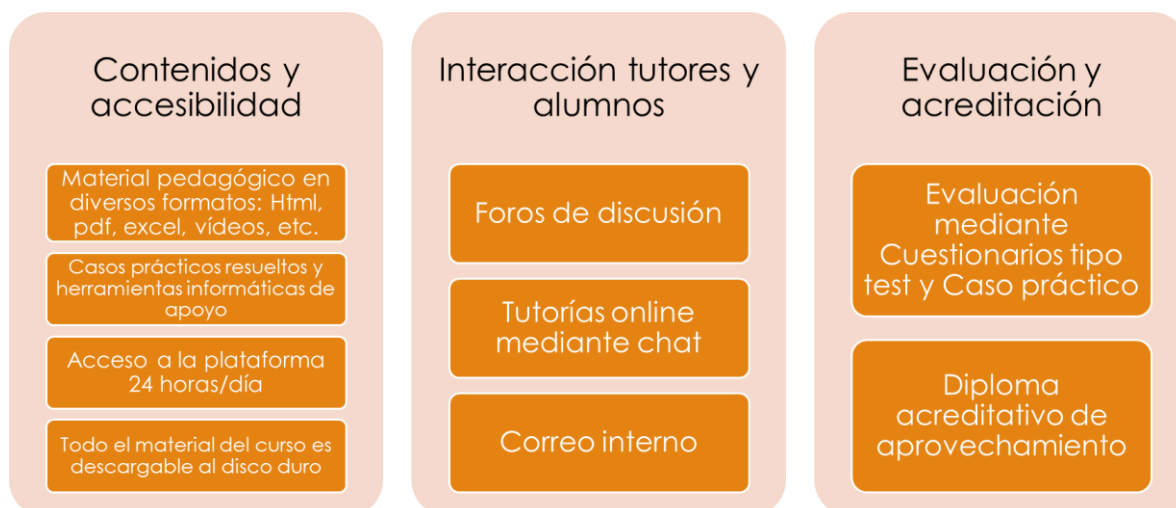 Contenidos y
accesibilidad
Material pedagógico en
diversos formatos: Html,
pdf, excel, vídeos, etc.
Casos prácticos resueltos y
herramientas informáticas de
apoyo
Acceso a la plataforma
24 horas/día
Todo el material del curso es
descargable al disco duro
Interacción tutores y
alumnos
Foros de discusión
Tutorías online
mediante chat
Correo interno
Evaluación y
acreditación
Evaluación
mediante
Cuestionarios tipo
test y Caso práctico
Diploma
acreditativo de
aprovechamiento